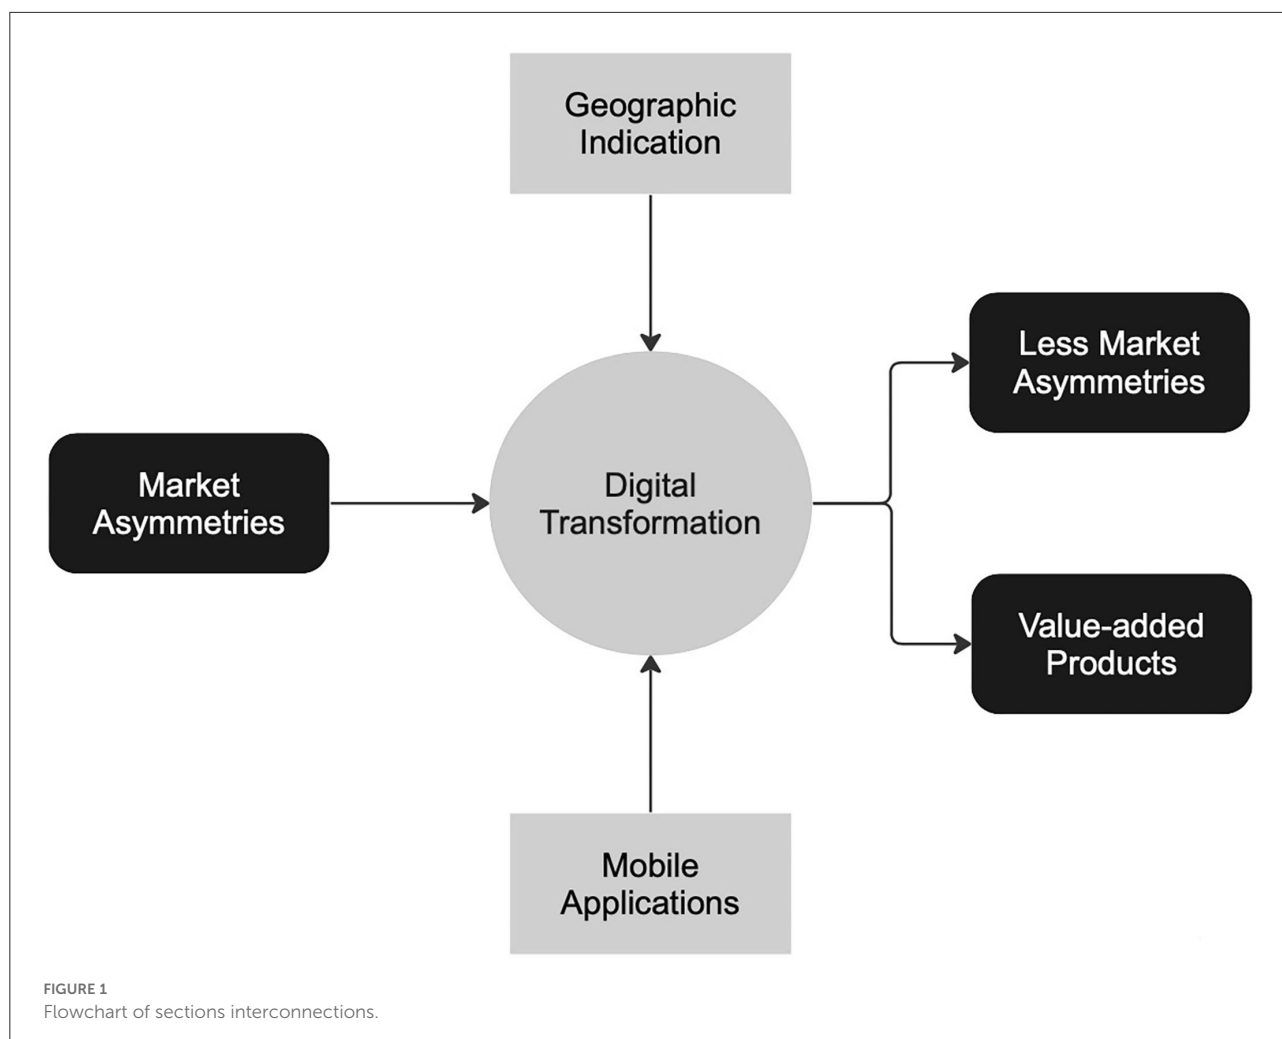 Geographic
Indication
Less Market
Asymmetries
Market
Asymmetries
Digital
Transformation
Value-added
Products
Mobile
Applications
FIGURE 1
Flowchart of sections interconnections.